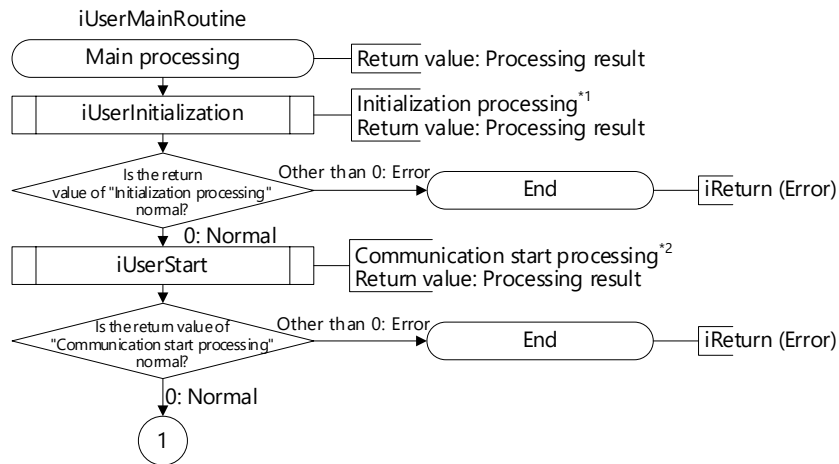 iUserMainRoutine
Main processing
Return value: Processing result
iUserInitialization
Initialization processing*1
Return value: Processing result
Is the return
value of "Initialization processing"
normal?
Other than 0: Error
End
iReturn (Error)
0: Normal
iUserStart
Communication start processing*2
Return value: Processing result
Is the return value of
"Communication start processing"
normal?
Other than 0: Error
End
iReturn (Error)
0: Normal
1